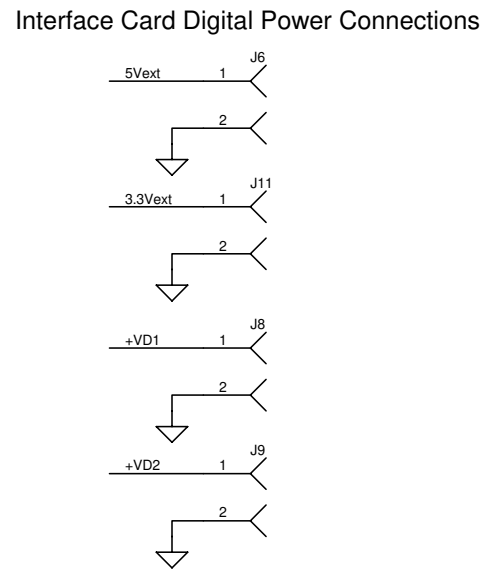 Interface Card Digital Power Connections
J6
5Vext 1
2
J11
3.3Vext 1
2
J8
+VD1 1
2
J9
+VD2 1
2